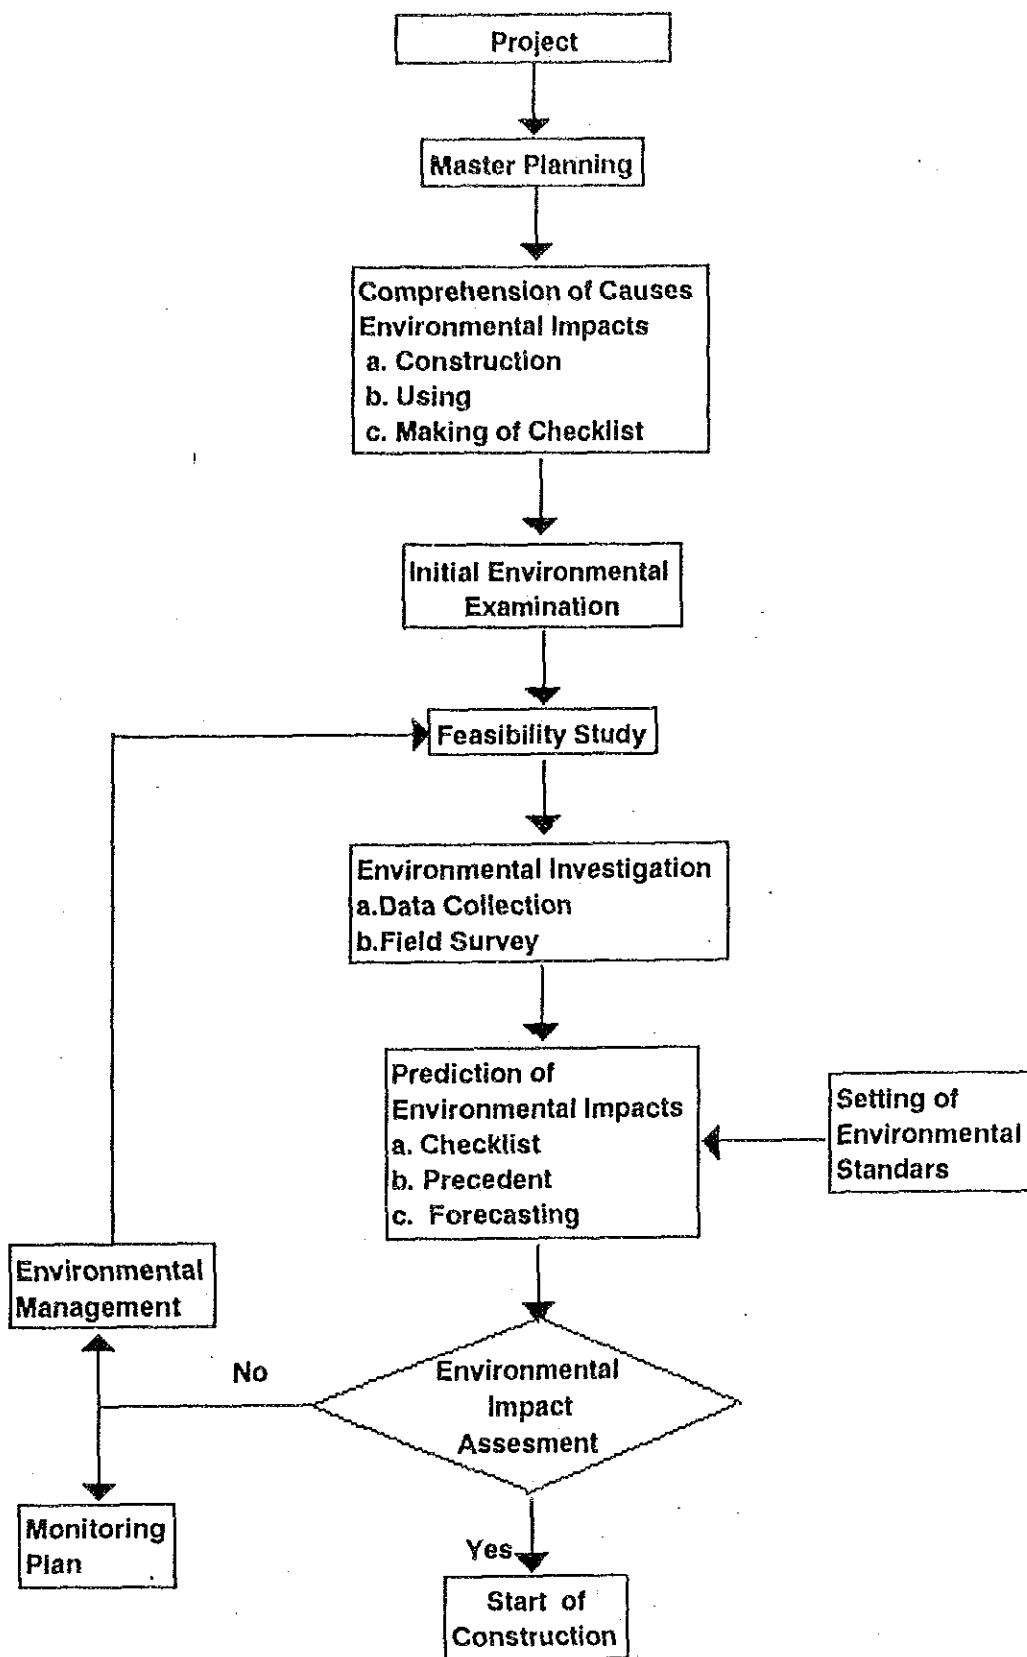 Project
Master Planning
Comprehension of Causes
Environmental Impacts
a. Construction
b. Using
c. Making of Checklist
Initial Environmental
Examination
Feasibility Study
Environmental Investigation
a.Data Collection
b.Field Survey
Prediction of
Environmental Impacts
a. Checklist
b. Precedent
c. Forecasting
Setting of
Environmental
Standars
Environmental
Management
No
Environmental
Impact
Assesment
Monitoring
Plan
Yes
Start of
Construction